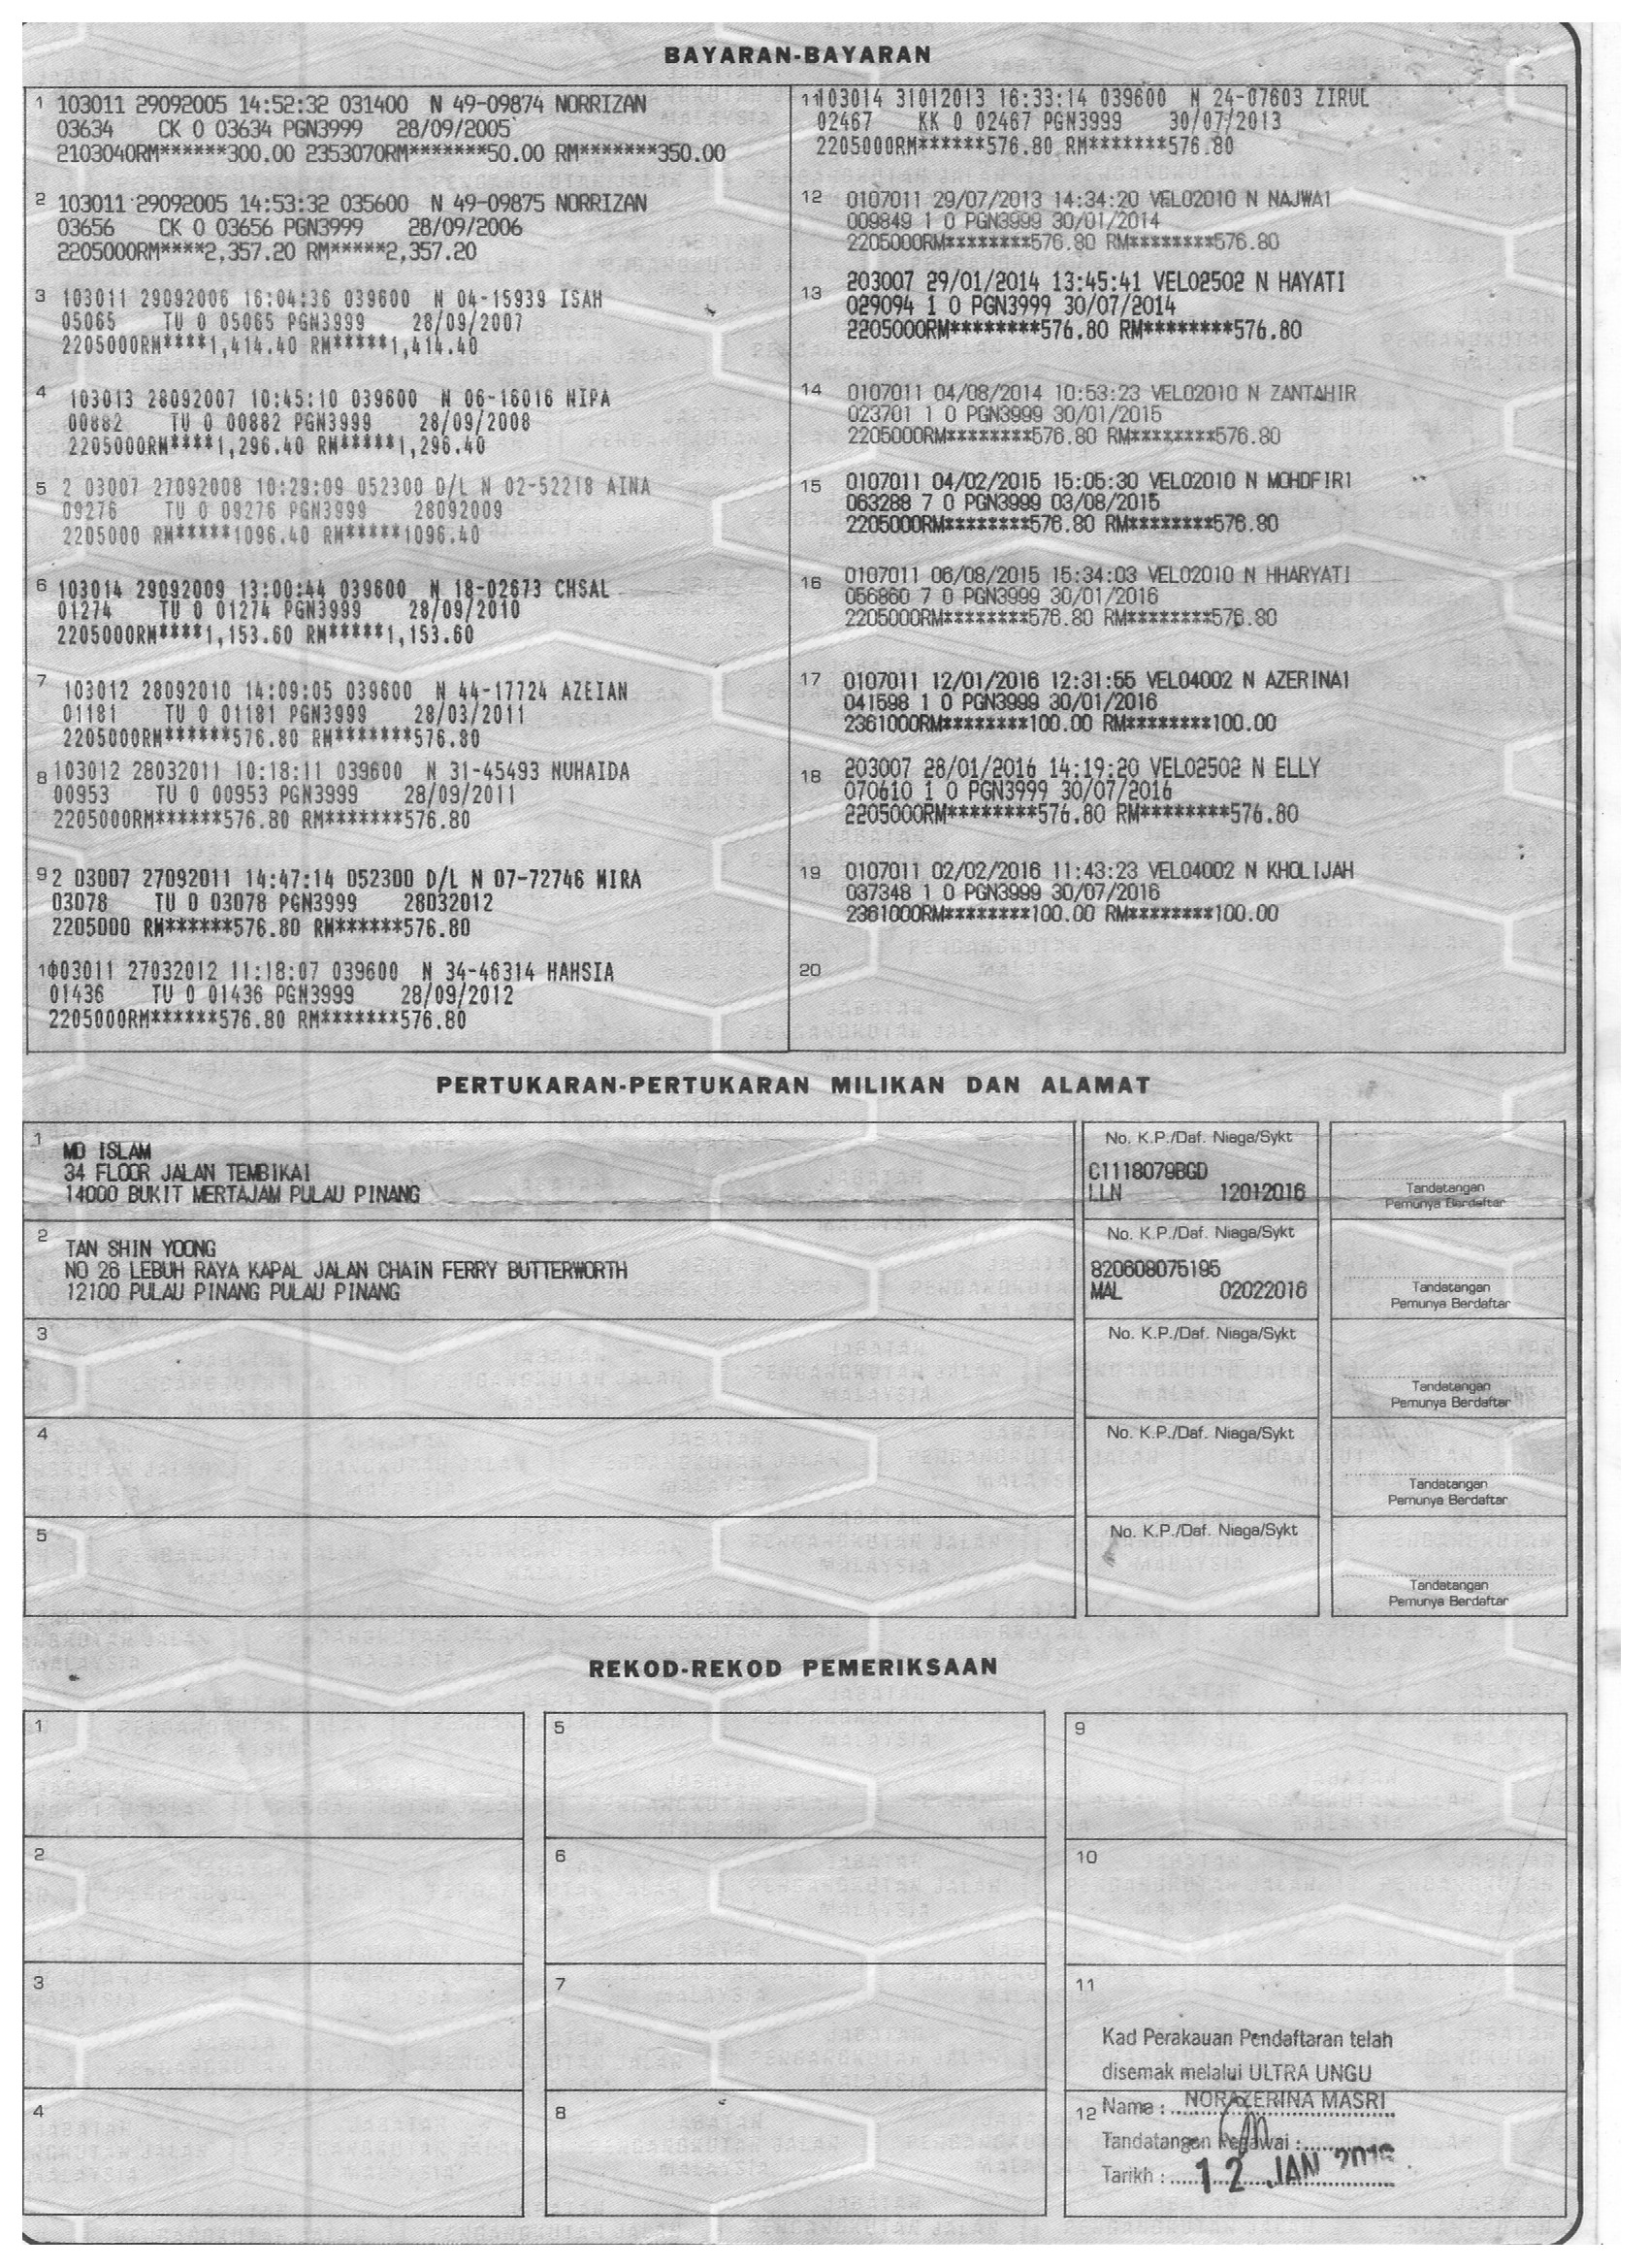 BAYARAN-BAYARAN
1 103011 29092005 14:52:32 031400 N 49-09874 NORRIZAN
03634 CK 0 03634 PGN3999 28/09/2005
2103040RM******300.00 2353070RM*******50.00 RM*******350.00
2 103011 29092005 14:53:32 035600 N 49-09875 NORRIZAN
03656 CK 0 03656 PGN3999 28/09/2006
2205000RM****2,357.20 RM*****2,357.20
3 103011 29092006 16:04:36 039600 N 04-15939 ISAH
05065 TU 0 05065 PGN3999 28/09/2007
2205000RM****1,414.40 RM*****1,414.40
4 103013 28092007 10:45:10 039600 N 06-16016 NIPA
00882 TU 0 00882 PGN3999 28/09/2008
2205000RM****1,296.40 RM*****1,296.40
5 2 03007 27092008 10:29:09 052300 D/L N 02-52218 AINA
09276 TU 0 09276 PGN3999 28092009
2205000 RM*****1096.40 RM*****1096.40
6 103014 29092009 13:00:44 039600 N 18-02673 CHSAL
01274 TU 0 01274 PGN3999 28/09/2010
2205000RM****1,153.60 RM*****1,153.60
7 103012 28092010 14:09:05 039600 N 44-17724 AZEIAN
01181 TU 0 01181 PGN3999 28/03/2011
2205000RM******576.80 RM*******576.80
8 103012 28032011 10:18:11 039600 N 31-45493 NUHAIDA
00953 TU 0 00953 PGN3999 28/09/2011
2205000RM******576.80 RM*******576.80
9 2 03007 27092011 14:47:14 052300 D/L N 07-72746 MIRA
03078 TU 0 03078 PGN3999 28032012
2205000 RM******576.80 RM******576.80
10 103011 27032012 11:18:07 039600 N 34-46314 HAHSIA
01436 TU 0 01436 PGN3999 28/09/2012
2205000RM******576.80 RM*******576.80
11 103014 31012013 16:33:14 039600 N 24-07603 ZIRUL
02467 KK 0 02467 PGN3999 30/07/2013
2205000RM******576.80 RM*******576.80
12 0107011 29/07/2013 14:34:20 VEL02010 N NAJWA1
009849 1 0 PGN3999 30/01/2014
2205000RM********576.80 RM********576.80
13 203007 29/01/2014 13:45:41 VEL02502 N HAYATI
029094 1 0 PGN3999 30/07/2014
2205000RM********576.80 RM********576.80
14 0107011 04/08/2014 10:53:23 VEL02010 N ZANTAHIR
023701 1 0 PGN3999 30/01/2015
2205000RM********576.80 RM********576.80
15 0107011 04/02/2015 15:05:30 VEL02010 N MOHDFIR1
063288 7 0 PGN3999 03/08/2015
2205000RM********576.80 RM********576.80
16 0107011 06/08/2015 15:34:03 VEL02010 N HHARYATI
056860 7 0 PGN3999 30/01/2016
2205000RM********576.80 RM********576.80
17 0107011 12/01/2016 12:31:55 VEL04002 N AZERINA1
041598 1 0 PGN3999 30/01/2016
2361000RM********100.00 RM********100.00
18 203007 28/01/2016 14:19:20 VEL02502 N ELLY
070610 1 0 PGN3999 30/07/2016
2205000RM********576.80 RM********576.80
19 0107011 02/02/2016 11:43:23 VEL04002 N KHOLIJAH
037348 1 0 PGN3999 30/07/2016
2361000RM********100.00 RM********100.00
20
PERTUKARAN-PERTUKARAN MILIKAN DAN ALAMAT
1
MD ISLAM
34 FLOOR JALAN TEMBIKAI
14000 BUKIT MERTAJAM PULAU PINANG
No. K.P./Daf. Niaga/Sykt
C1118079BGD
LLN 12012016
Tandatangan
Pemunya Berdaftar
2
TAN SHIN YOONG
NO 26 LEBUH RAYA KAPAL JALAN CHAIN FERRY BUTTERWORTH
12100 PULAU PINANG PULAU PINANG
No. K.P./Daf. Niaga/Sykt
820608075195
MAL 02022016
Tandatangan
Pemunya Berdaftar
3
No. K.P./Daf. Niaga/Sykt
Tandatangan
Pemunya Berdaftar
4
No. K.P./Daf. Niaga/Sykt
Tandatangan
Pemunya Berdaftar
5
No. K.P./Daf. Niaga/Sykt
Tandatangan
Pemunya Berdaftar
REKOD-REKOD PEMERIKSAAN
1
2
3
4
5
6
7
8
9
10
11
Kad Perakauan Pendaftaran telah
disemak melalui ULTRA UNGU
12 Nama : NORAZERINA MASRI
Tandatangan Pegawai :
Tarikh : 12 JAN 2016